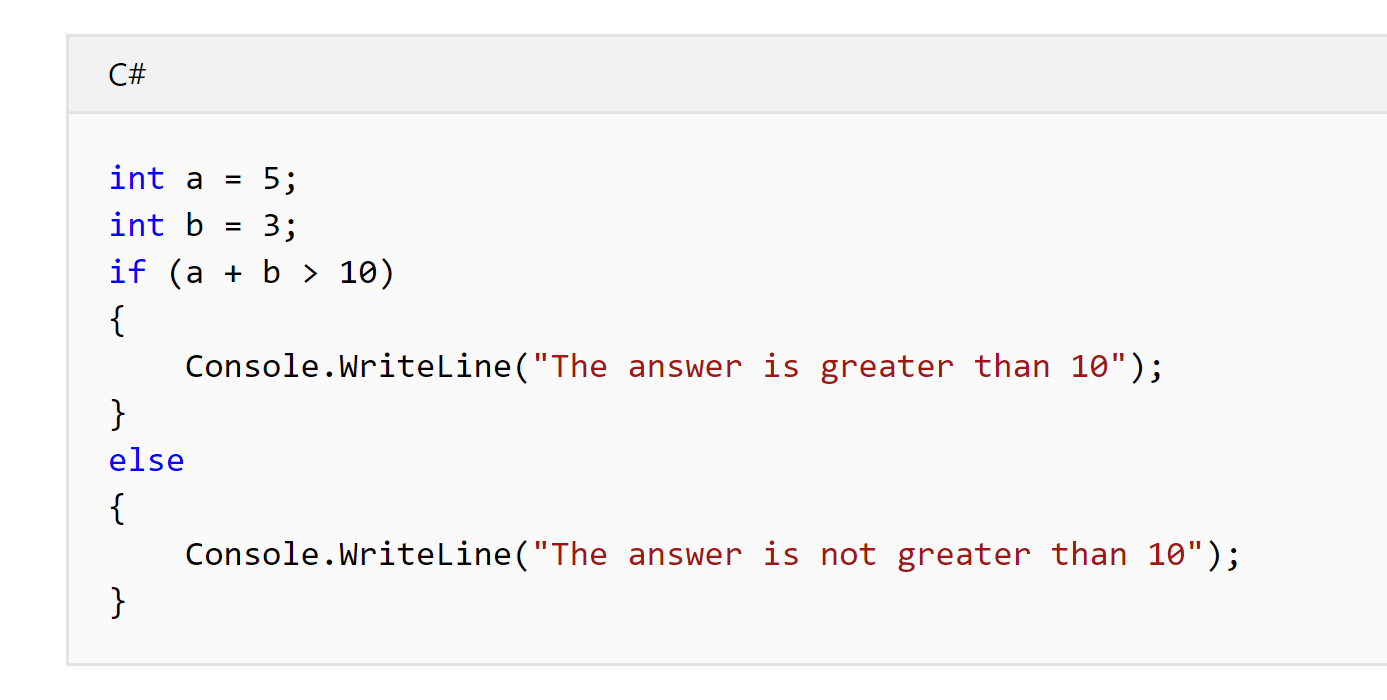 C#
int a = 5;
int b = 3;
if (a + b > 10)
{
    Console.WriteLine("The answer is greater than 10");
}
else
{
    Console.WriteLine("The answer is not greater than 10");
}